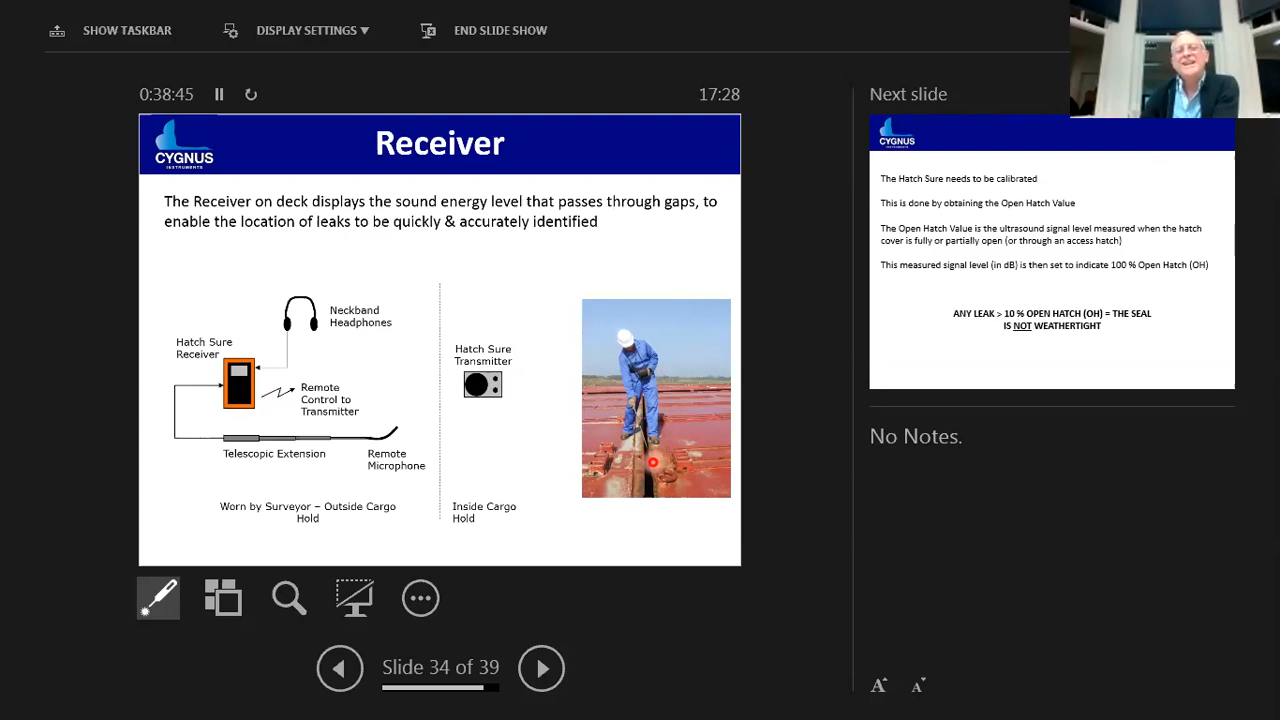 SHOW TASKBAR
DISPLAY SETTINGS
END SLIDE SHOW
0:38:45
17:28
Next slide
CYGNUS
INSTRUMENTS
Receiver
The Receiver on deck displays the sound energy level that passes through gaps, to
enable the location of leaks to be quickly & accurately identified
Neckband
Headphones
Hatch Sure
Receiver
Remote
Control to
Transmitter
Telescopic Extension
Remote
Microphone
Worn by Surveyor – Outside Cargo
Hold
Hatch Sure
Transmitter
Inside Cargo
Hold
CYGNUS
INSTRUMENTS
The Hatch Sure needs to be calibrated
This is done by obtaining the Open Hatch Value
The Open Hatch Value is the ultrasound signal level measured when the hatch
cover is fully or partially open (or through an access hatch)
This measured signal level (in dB) is then set to indicate 100 % Open Hatch (OH)
ANY LEAK > 10 % OPEN HATCH (OH) = THE SEAL
IS NOT WEATHERTIGHT
No Notes.
Slide 34 of 39
A A